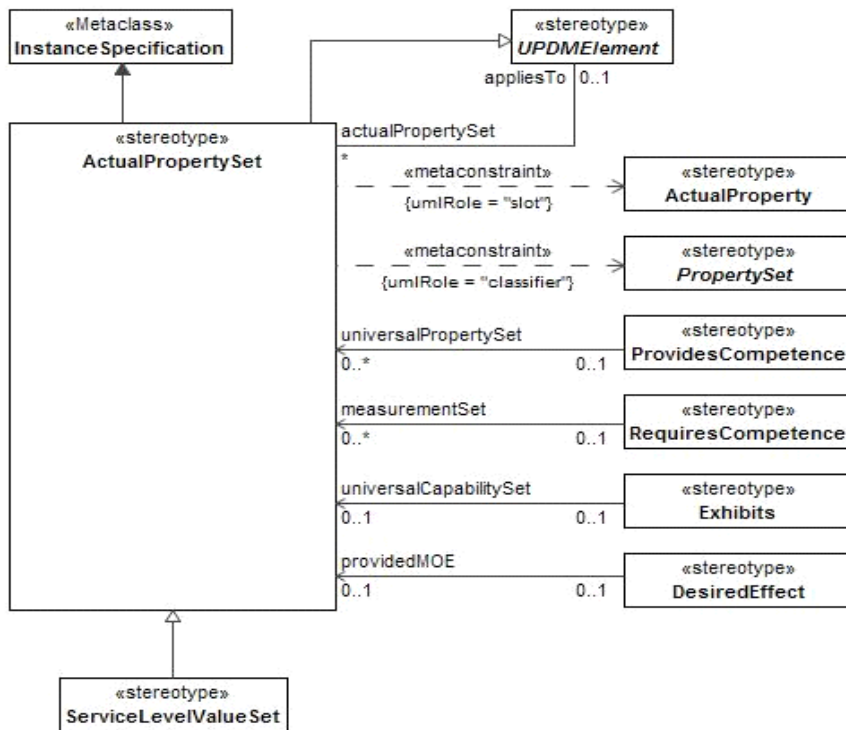 «Metaclass»
InstanceSpecification
«stereotype»
UPDMElement
appliesTo 0..1
«stereotype»
ActualPropertySet
actualPropertySet
*
«metaconstraint»
{umlRole = "slot"}
«stereotype»
ActualProperty
«metaconstraint»
{umlRole = "classifier"}
«stereotype»
PropertySet
universalPropertySet
0..* 0..1
«stereotype»
ProvidesCompetence
measurementSet
0..* 0..1
«stereotype»
RequiresCompetence
universalCapabilitySet
0..1 0..1
«stereotype»
Exhibits
providedMOE
0..1 0..1
«stereotype»
DesiredEffect
«stereotype»
ServiceLevelValueSet